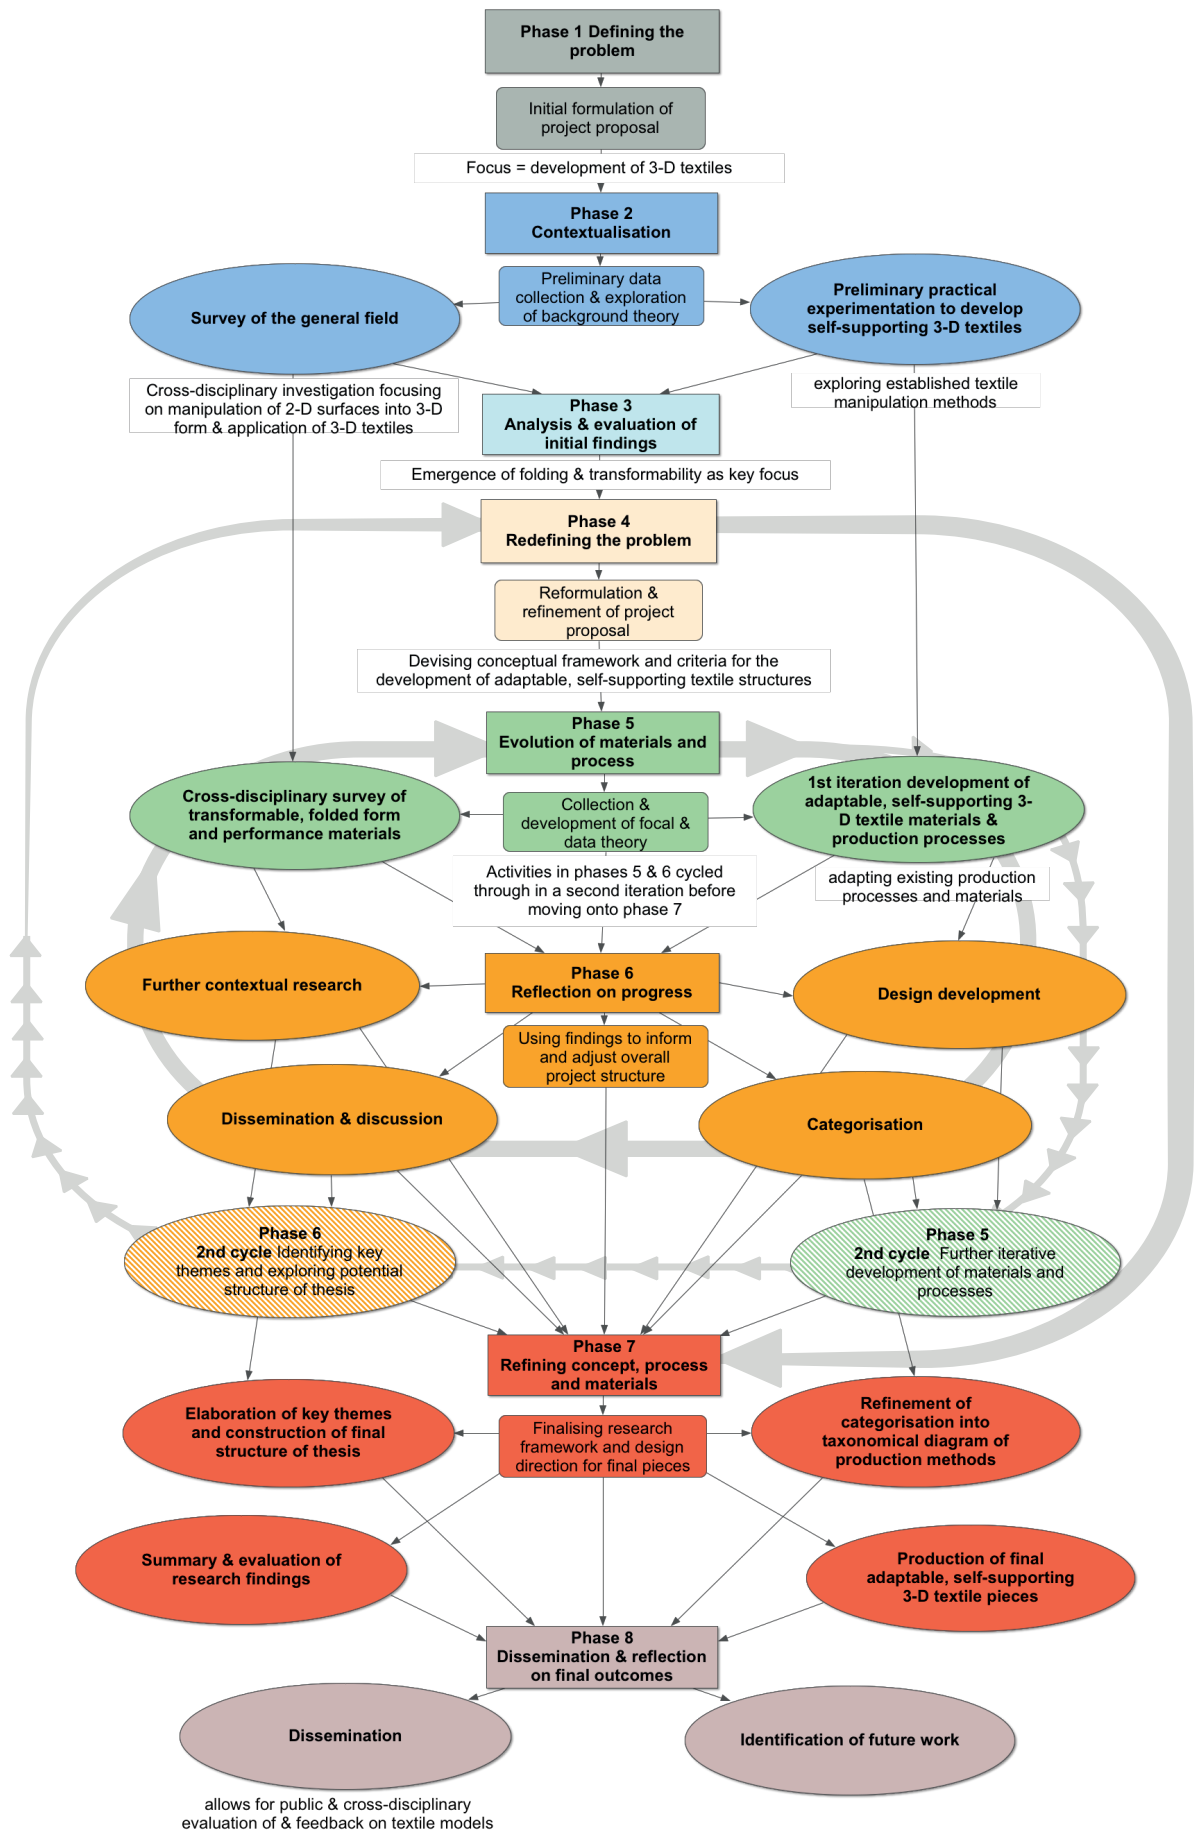 Phase 1 Defining the
problem
Initial formulation of
project proposal
Focus = development of 3-D textiles
Phase 2
Contextualisation
Preliminary data
collection & exploration
of background theory
Survey of the general field
Preliminary practical
experimentation to develop
self-supporting 3-D textiles
Cross-disciplinary investigation focusing
on manipulation of 2-D surfaces into 3-D
form & application of 3-D textiles
exploring established textile
manipulation methods
Phase 3
Analysis & evaluation of
initial findings
Emergence of folding & transformability as key focus
Phase 4
Redefining the problem
Reformulation &
refinement of project
proposal
Devising conceptual framework and criteria for the
development of adaptable, self-supporting textile structures
Phase 5
Evolution of materials and
process
Cross-disciplinary survey of
transformable, folded form
and performance materials
Collection &
development of focal &
data theory
1st iteration development of
adaptable, self-supporting 3-
D textile materials &
production processes
Activities in phases 5 & 6 cycled
through in a second iteration before
moving onto phase 7
adapting existing production
processes and materials
Further contextual research
Phase 6
Reflection on progress
Design development
Using findings to inform
and adjust overall
project structure
Dissemination & discussion
Categorisation
Phase 6
2nd cycle Identifying key
themes and exploring potential
structure of thesis
Phase 5
2nd cycle  Further iterative
development of materials and
processes
Phase 7
Refining concept, process
and materials
Elaboration of key themes
and construction of final
structure of thesis
Finalising research
framework and design
direction for final pieces
Refinement of
categorisation into
taxonomical diagram of
production methods
Summary & evaluation of
research findings
Production of final
adaptable, self-supporting
3-D textile pieces
Phase 8
Dissemination & reflection
on final outcomes
Dissemination
Identification of future work
allows for public & cross-disciplinary
evaluation of & feedback on textile models